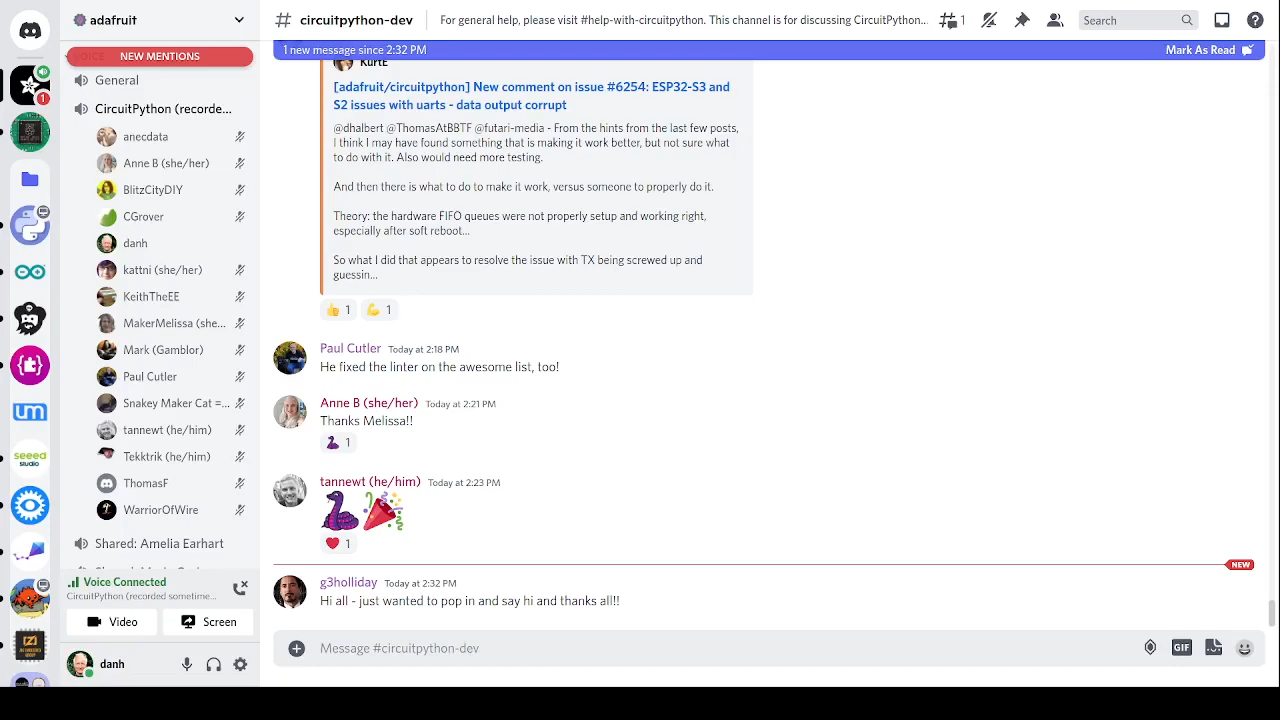 adafruit
NEW MENTIONS
General
CircuitPython (recorde...
anecdata
Anne B (she/her)
BlitzCityDIY
CGrover
danh
kattni (she/her)
KeithTheEE
MakerMelissa (she...
Mark (Gamblor)
Paul Cutler
Snakey Maker Cat =...
tannewt (he/him)
Tekktrik (he/him)
ThomasF
WarriorOfWire
Shared: Amelia Earhart
Voice Connected
CircuitPython (recorded sometime...
Video
Screen
danh
1
um
seeed
studio
# circuitpython-dev
For general help, please visit #help-with-circuitpython. This channel is for discussing CircuitPython...
1
Search
1 new message since 2:32 PM
Mark As Read
KurtE
[adafruit/circuitpython] New comment on issue #6254: ESP32-S3 and
S2 issues with uarts - data output corrupt
@dhalbert @ThomasAtBBTF @futari-media - From the hints from the last few posts
I think I may have found something that is making it work better, but not sure what
to do with it. Also would need more testing.
And then there is what to do to make it work, versus someone to properly do it.
Theory: the hardware FIFO queues were not properly setup and working right,
especially after soft reboot...
So what I did that appears to resolve the issue with TX being screwed up and
guessin...
1 1
Paul Cutler Today at 2:18 PM
He fixed the linter on the awesome list, too!
Anne B (she/her) Today at 2:21 PM
Thanks Melissa!!
1
tannewt (he/him) Today at 2:23 PM
1
NEW
g3holliday Today at 2:32 PM
Hi all - just wanted to pop in and say hi and thanks all!!
Message #circuitpython-dev
GIF